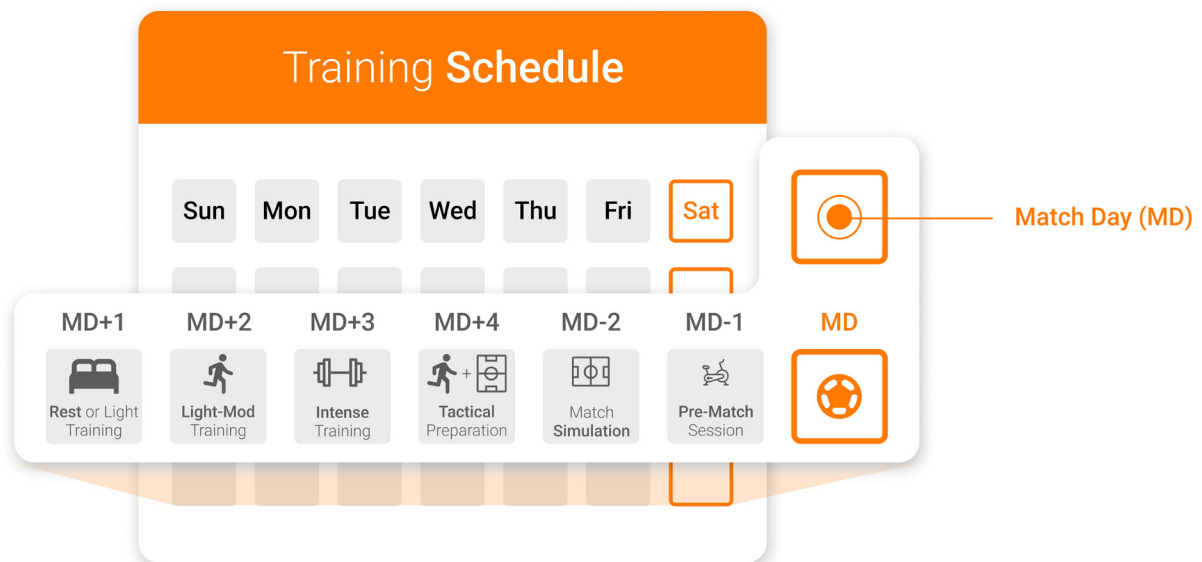 Training Schedule
Sun Mon Tue Wed Thu Fri Sat
Match Day (MD)
MD+1 MD+2 MD+3 MD+4 MD-2 MD-1 MD
Rest or Light
Training
Light-Mod
Training
Intense
Training
+
Tactical
Preparation
Match
Simulation
Pre-Match
Session